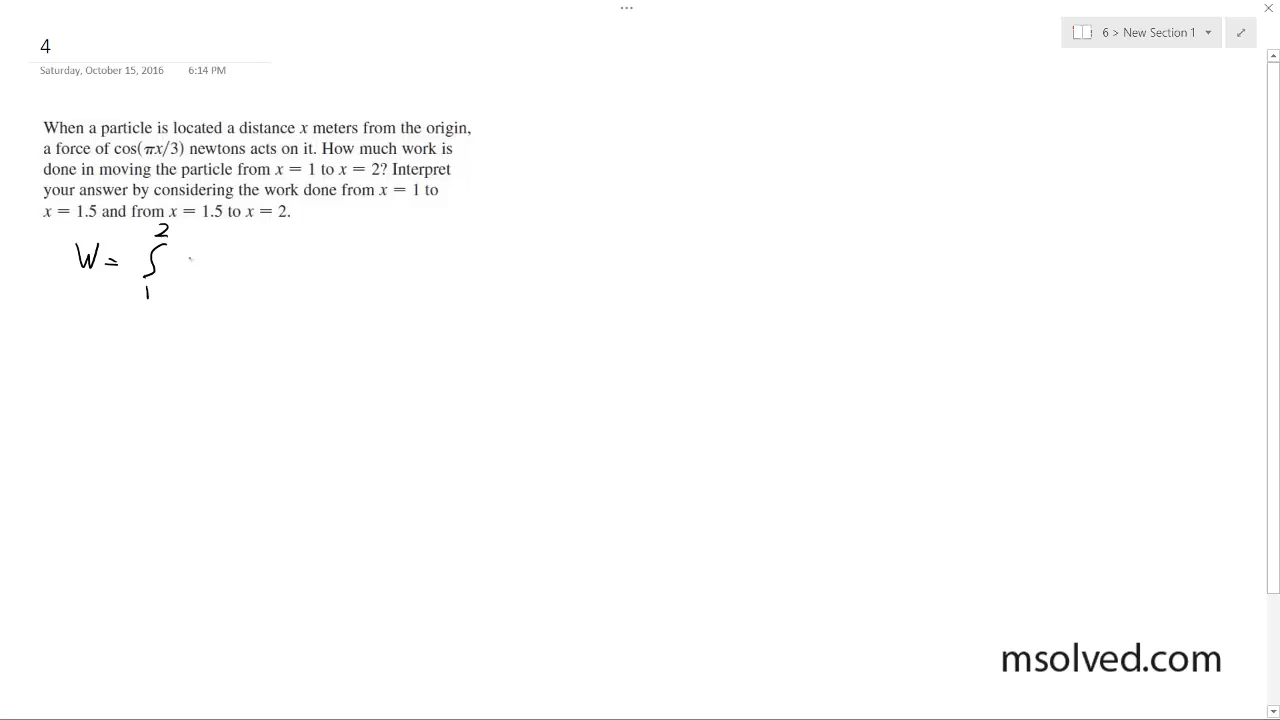 6 > New Section 1
4
Saturday, October 15, 2016 6:14 PM
When a particle is located a distance x meters from the origin,
a force of cos(πx/3) newtons acts on it. How much work is
done in moving the particle from x = 1 to x = 2? Interpret
your answer by considering the work done from x = 1 to
x = 1.5 and from x = 1.5 to x = 2.
W = ∫₁²
msolved.com